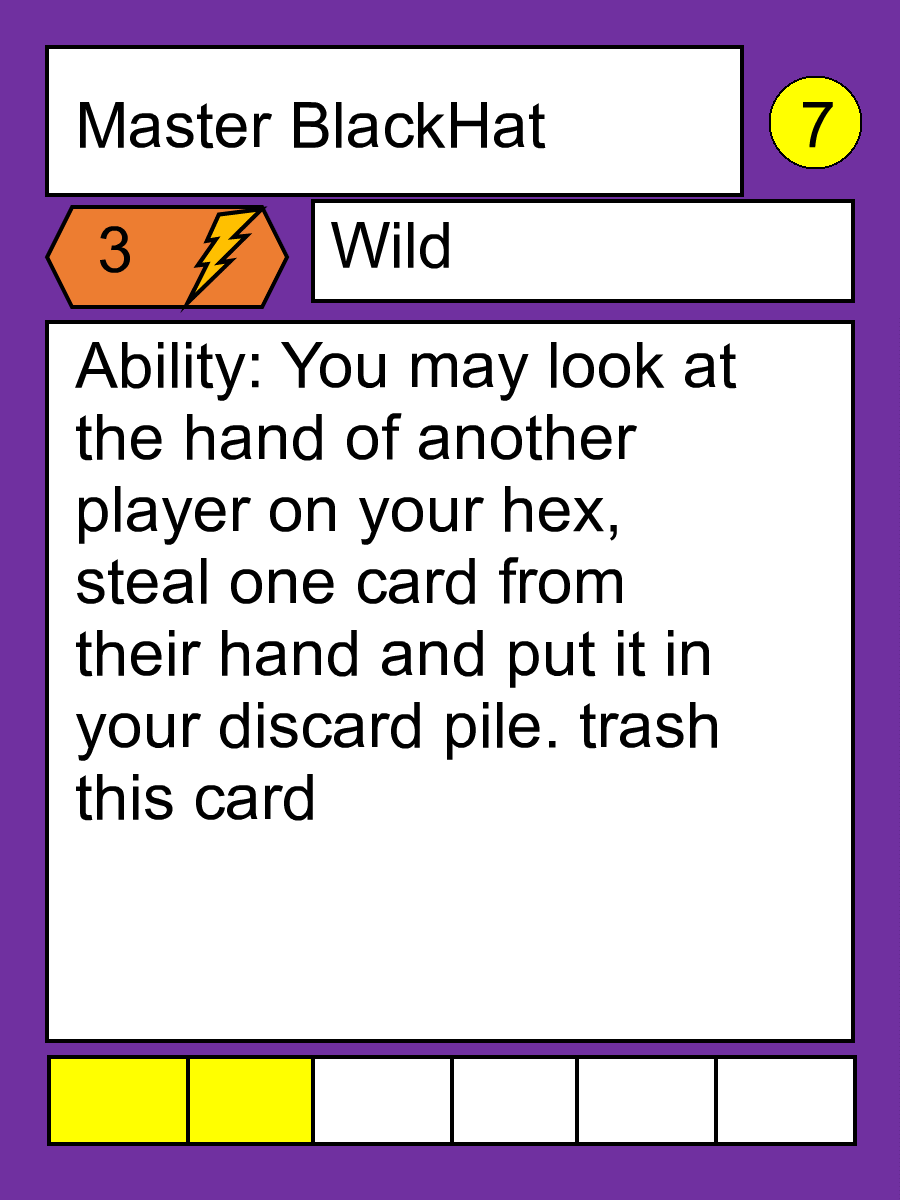 Master BlackHat
7
3
Wild
Ability: You may look at
the hand of another
player on your hex,
steal one card from
their hand and put it in
your discard pile. trash
this card